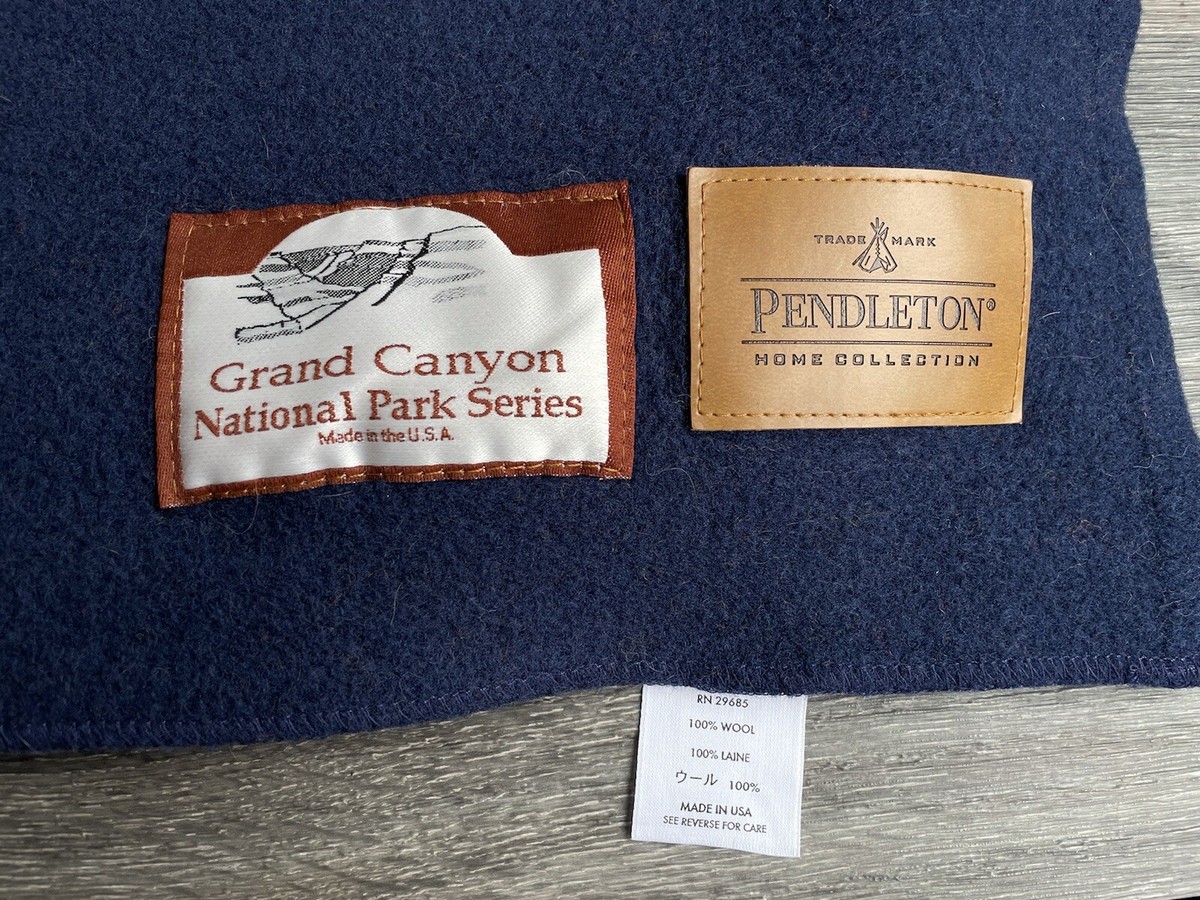 Grand Canyon
National Park Series
Made in the U.S.A.
TRADE MARK
PENDLETON®
HOME COLLECTION
RN 29685
100% WOOL
100% LAINE
ウール 100%
MADE IN USA
SEE REVERSE FOR CARE